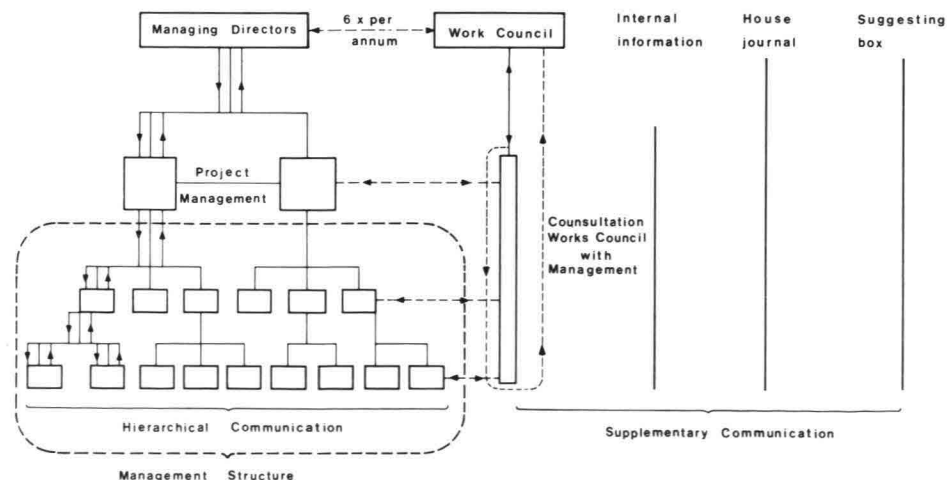 Managing Directors
6 x per
annum
Work Council
Internal
information
House
journal
Suggesting
box
Project
Management
Counsultation
Works Council
with
Management
Hierarchical Communication
Supplementary Communication
Management Structure